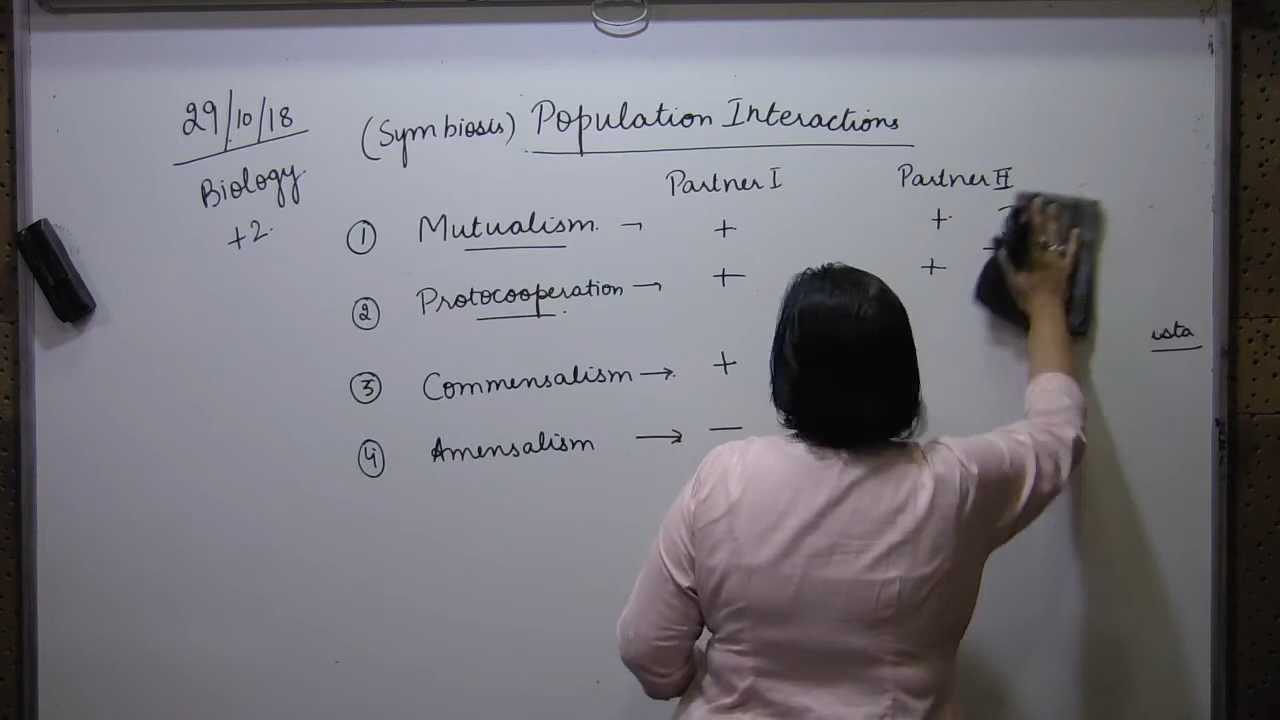 29/10/18 (Symbiosis) Population Interactions
Biology
+2.
Partner I Partner II
① Mutualism. → + +
② Protocooperation → + +
③ Commensalism → +
④ Amensalism → —
ista